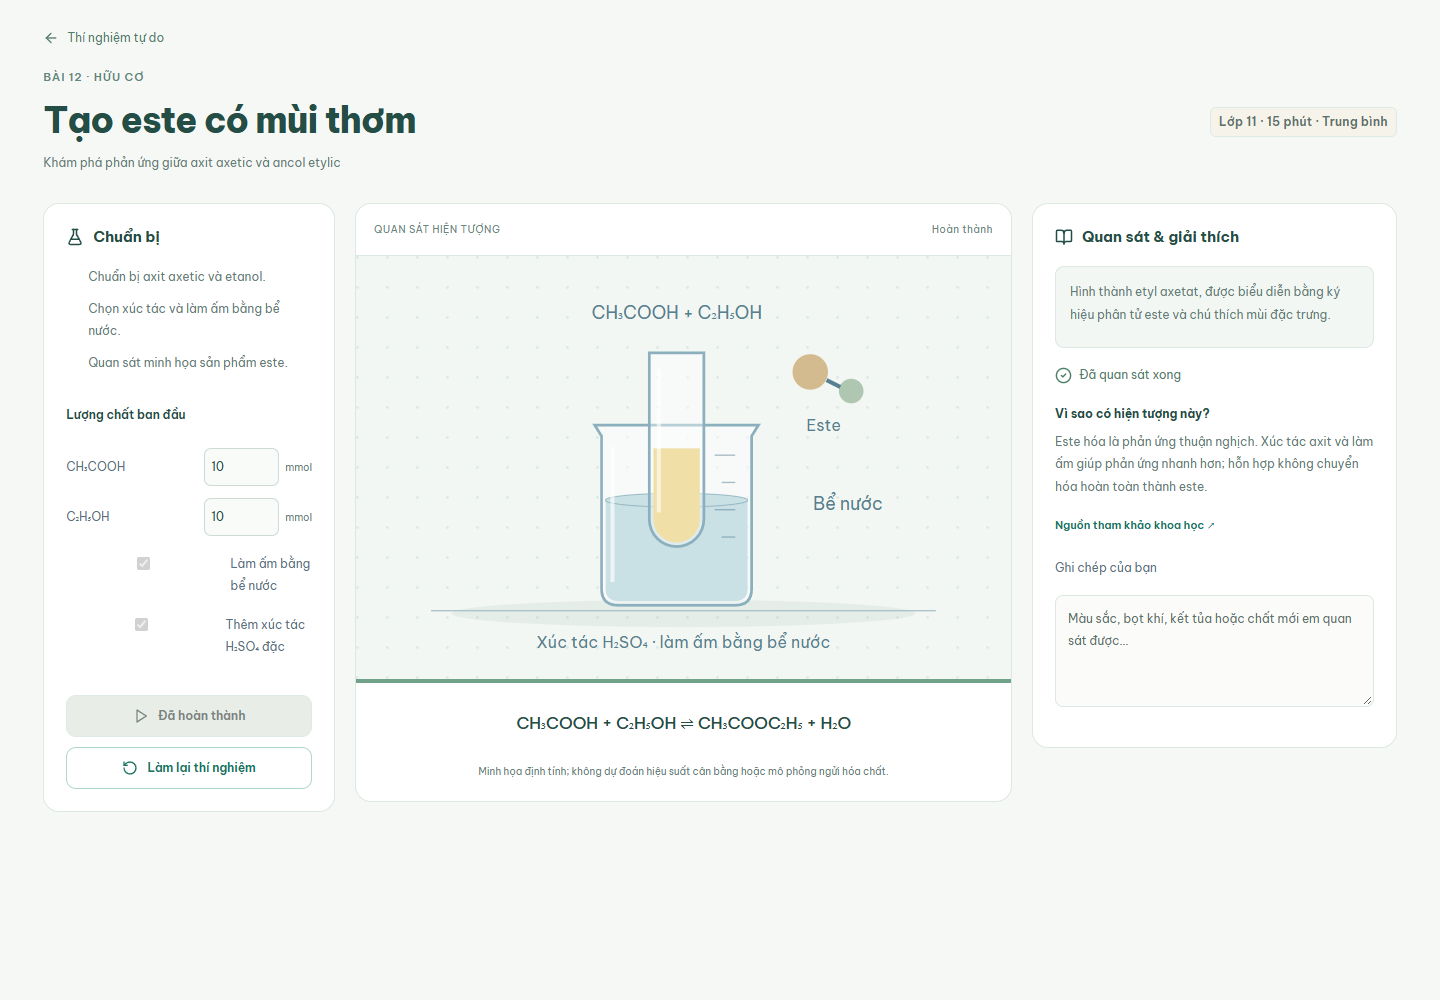 Thí nghiệm tự do
BÀI 12 · HỮU CƠ
Tạo este có mùi thơm
Lớp 11 · 15 phút · Trung bình
Khám phá phản ứng giữa axit axetic và ancol etylic
Chuẩn bị
Chuẩn bị axit axetic và etanol.
Chọn xúc tác và làm ấm bằng bể
nước.
Quan sát minh họa sản phẩm este.
Lượng chất ban đầu
CH₃COOH 10 mmol
C₂H₅OH 10 mmol
Làm ấm bằng
bể nước
Thêm xúc tác
H₂SO₄ đặc
Đã hoàn thành
Làm lại thí nghiệm
QUAN SÁT HIỆN TƯỢNG Hoàn thành
CH₃COOH + C₂H₅OH
Este
Bể nước
Xúc tác H₂SO₄ · làm ấm bằng bể nước
CH₃COOH + C₂H₅OH ⇌ CH₃COOC₂H₅ + H₂O
Minh họa định tính; không dự đoán hiệu suất cân bằng hoặc mô phỏng ngửi hóa chất.
Quan sát & giải thích
Hình thành etyl axetat, được biểu diễn bằng ký
hiệu phân tử este và chú thích mùi đặc trưng.
Đã quan sát xong
Vì sao có hiện tượng này?
Este hóa là phản ứng thuận nghịch. Xúc tác axit và làm
ấm giúp phản ứng nhanh hơn; hỗn hợp không chuyển
hóa hoàn toàn thành este.
Nguồn tham khảo khoa học ↗
Ghi chép của bạn
Màu sắc, bọt khí, kết tủa hoặc chất mới em quan
sát được...